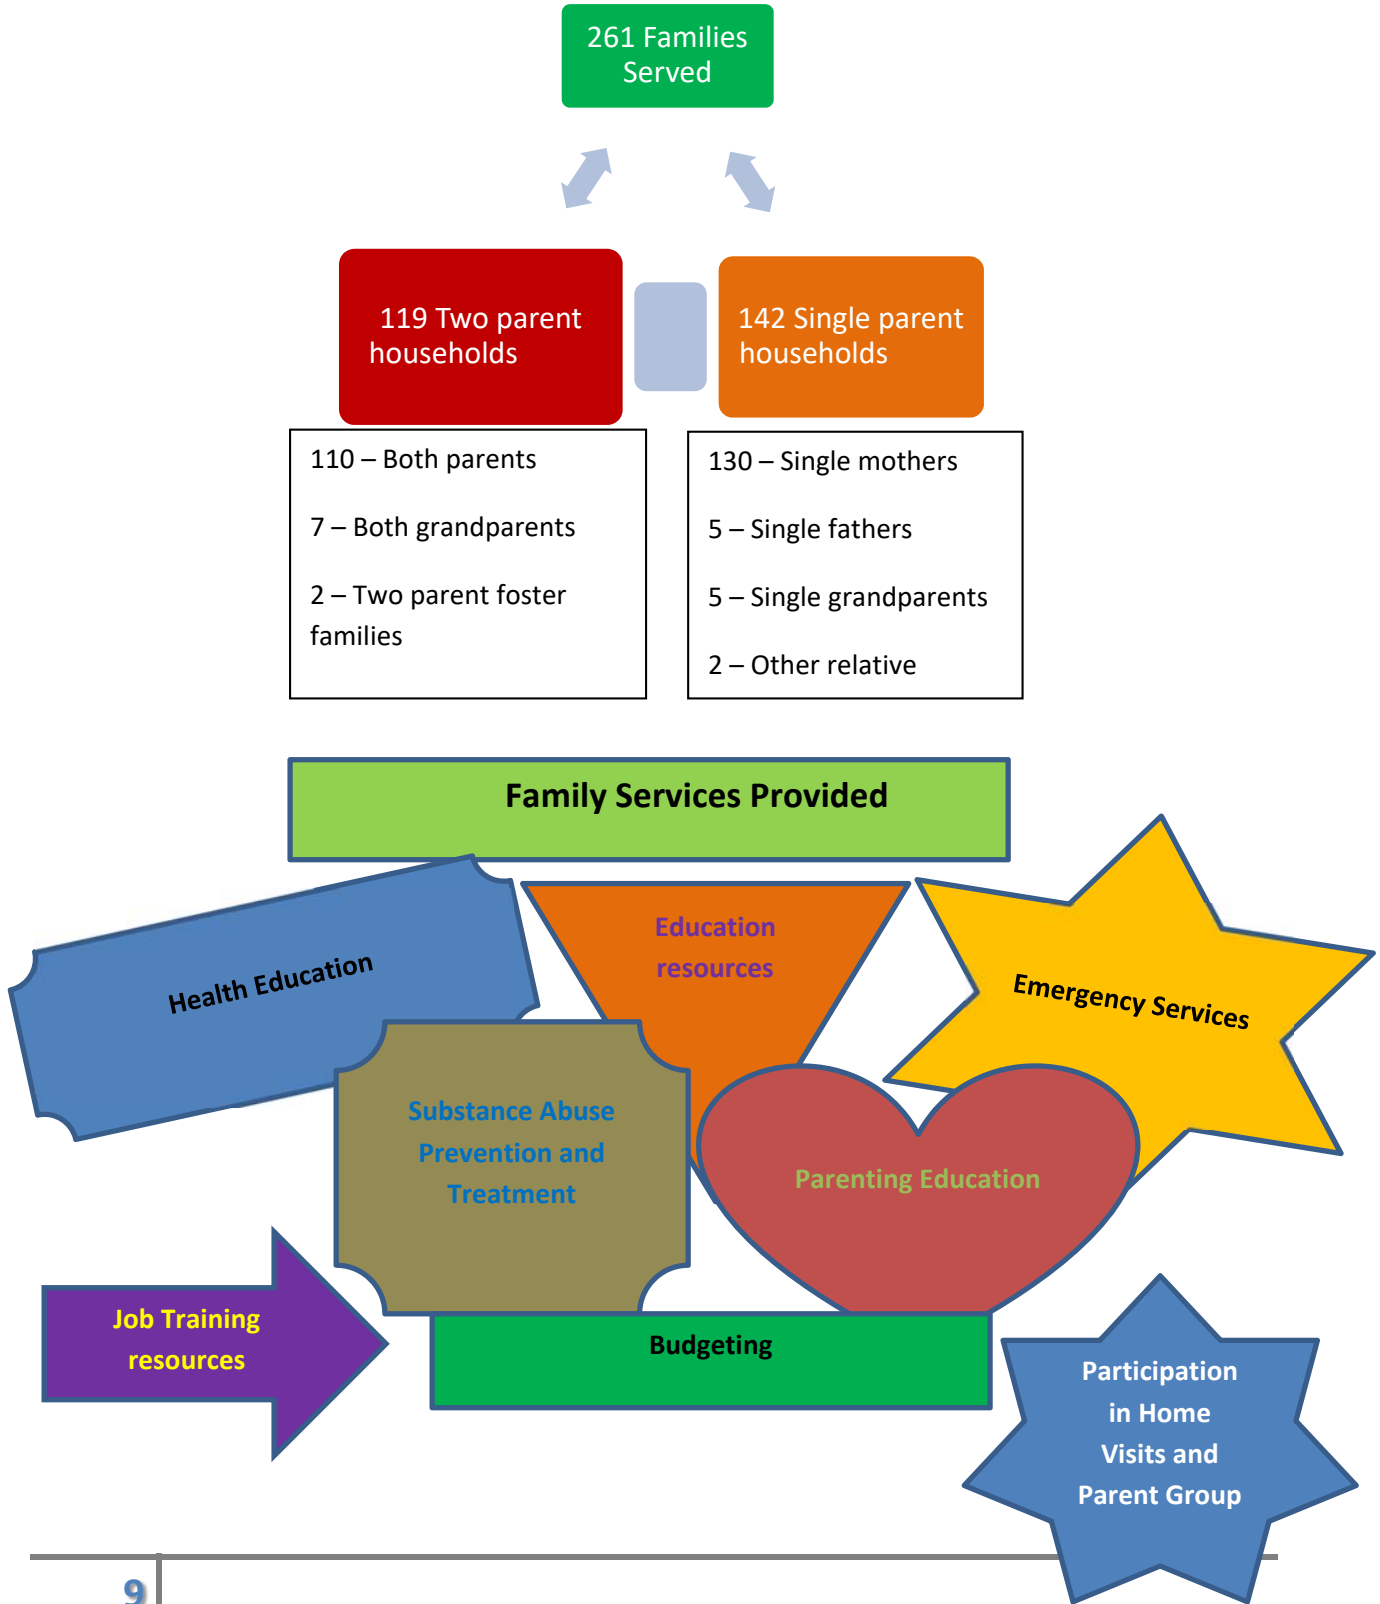 261 Families
Served
119 Two parent
households
142 Single parent
households
110 – Both parents
7 – Both grandparents
2 – Two parent foster
families
130 – Single mothers
5 – Single fathers
5 – Single grandparents
2 – Other relative
Family Services Provided
Health Education
Education
resources
Emergency Services
Substance Abuse
Prevention and
Treatment
Parenting Education
Job Training
resources
Budgeting
Participation
in Home
Visits and
Parent Group
9